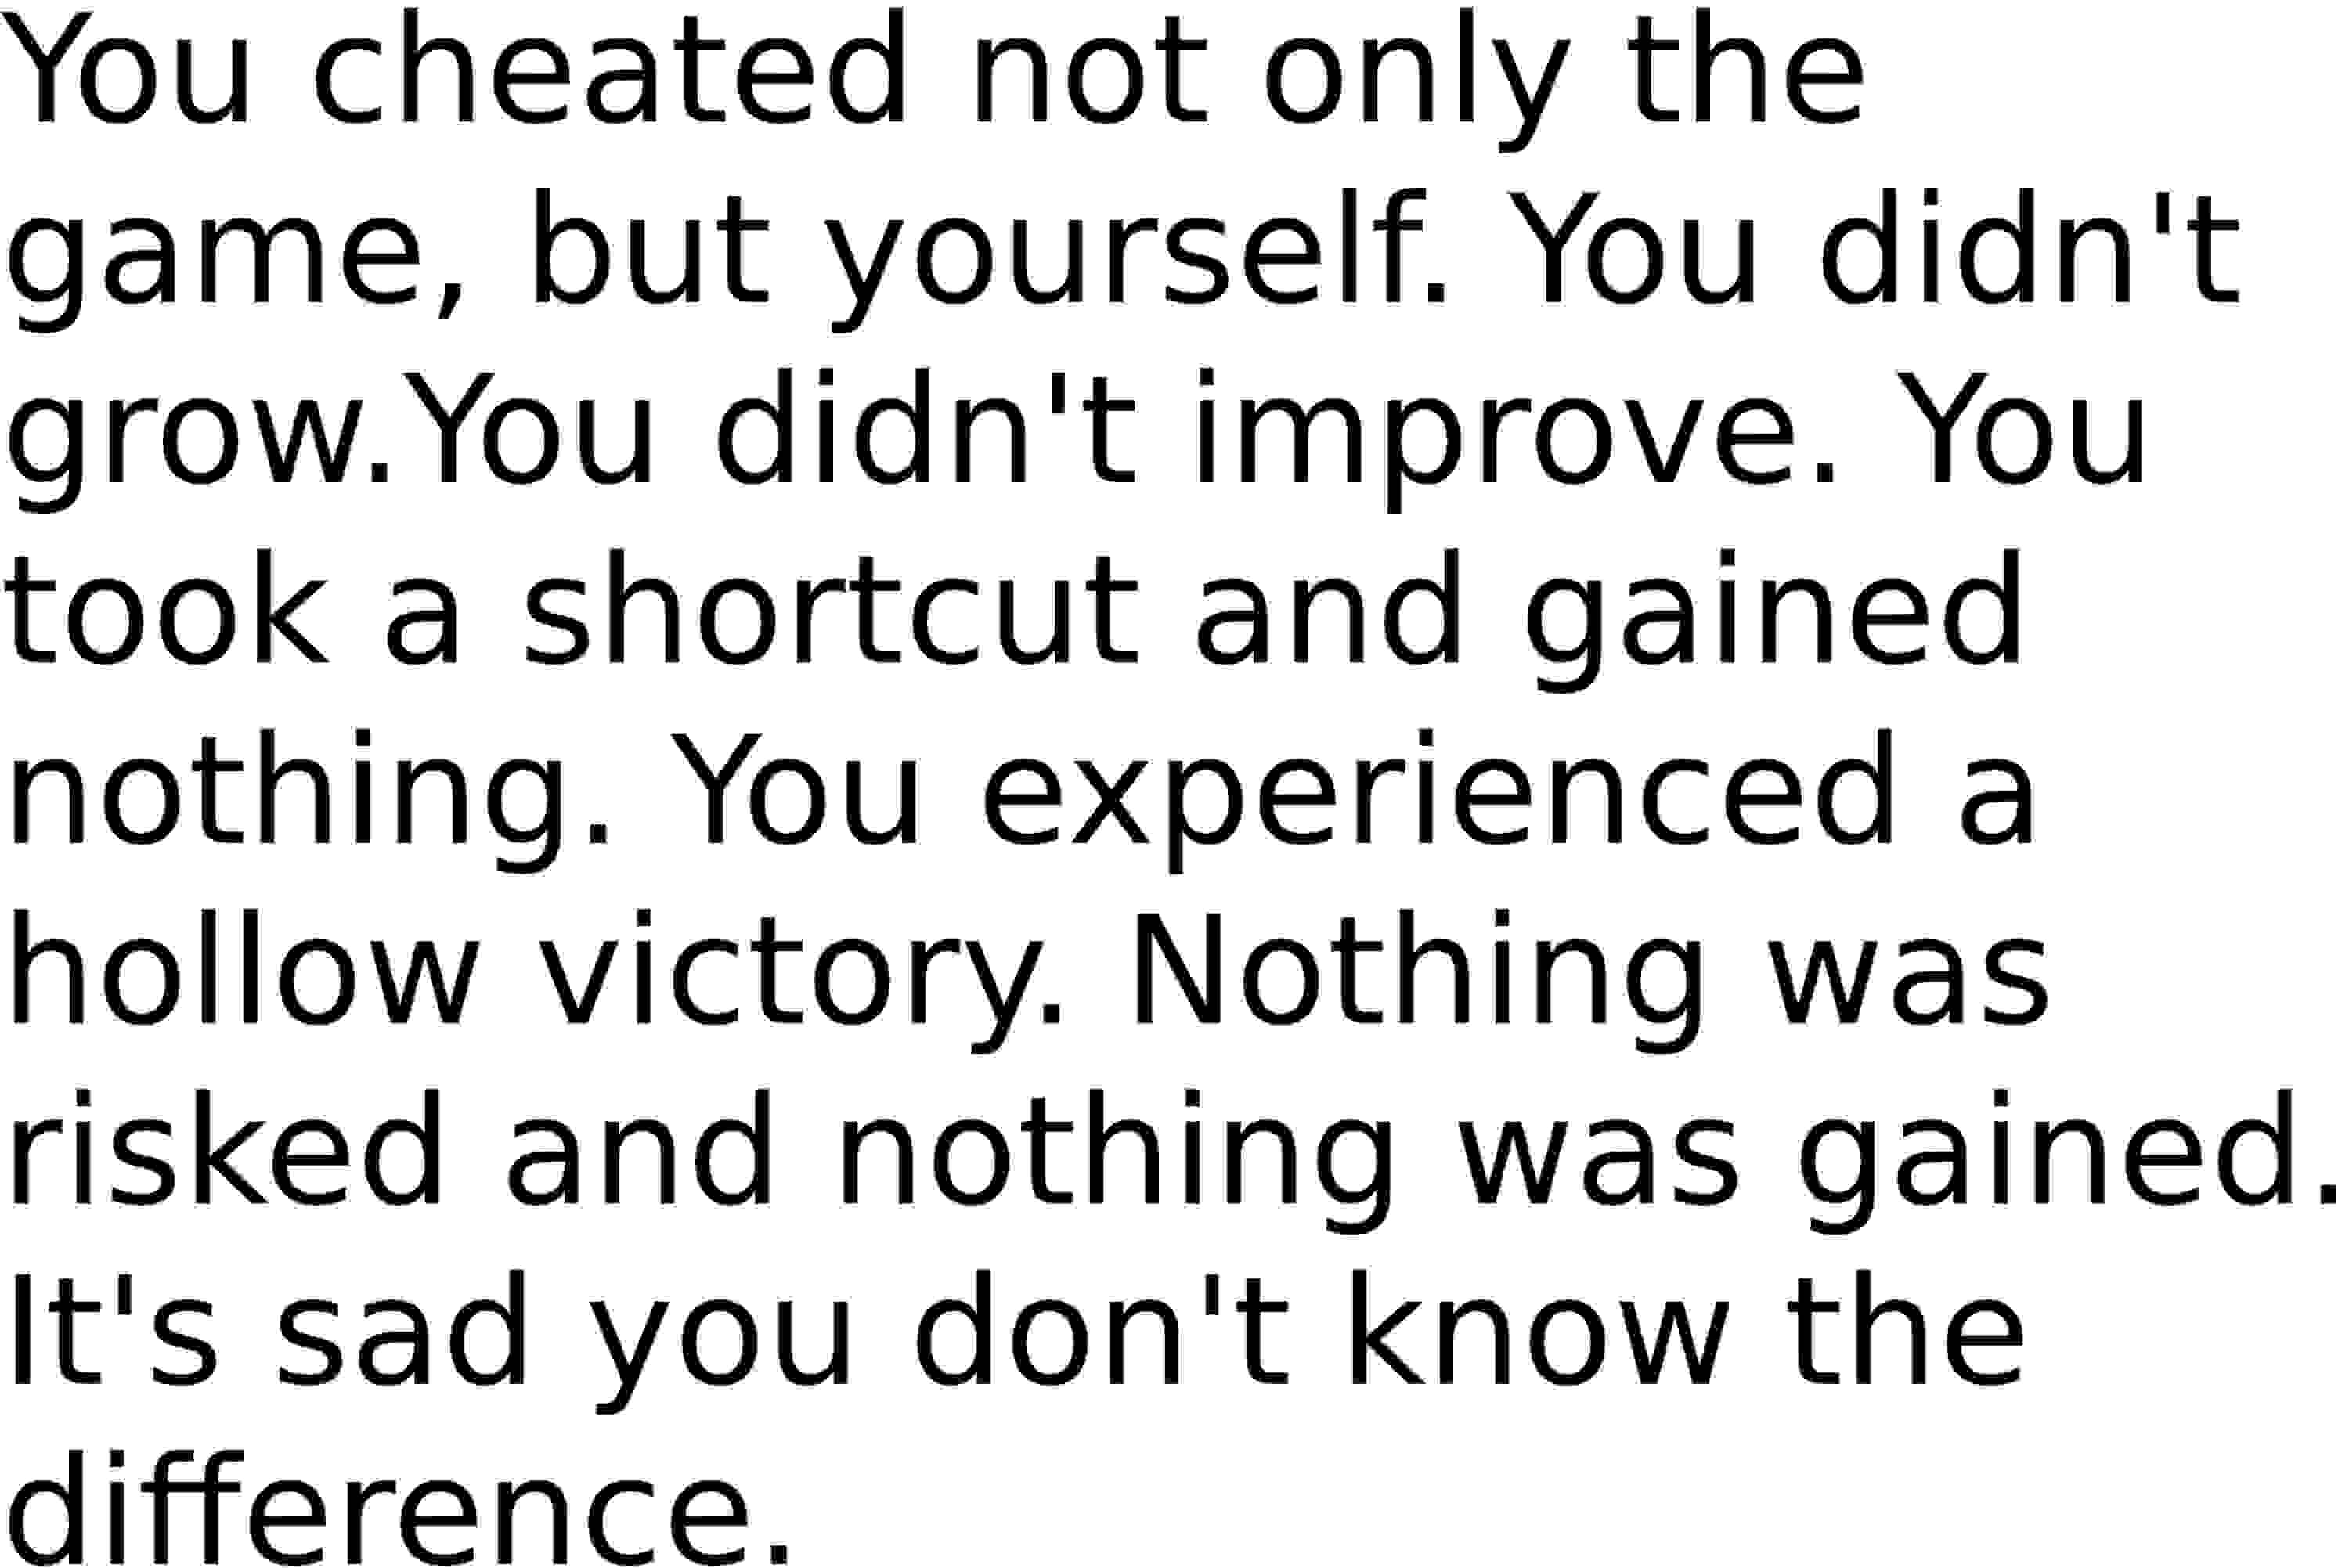 You cheated not only the
game, but yourself. You didn't
grow.You didn't improve. You
took a shortcut and gained
nothing. You experienced a
hollow victory. Nothing was
risked and nothing was gained.
It's sad you don't know the
difference.